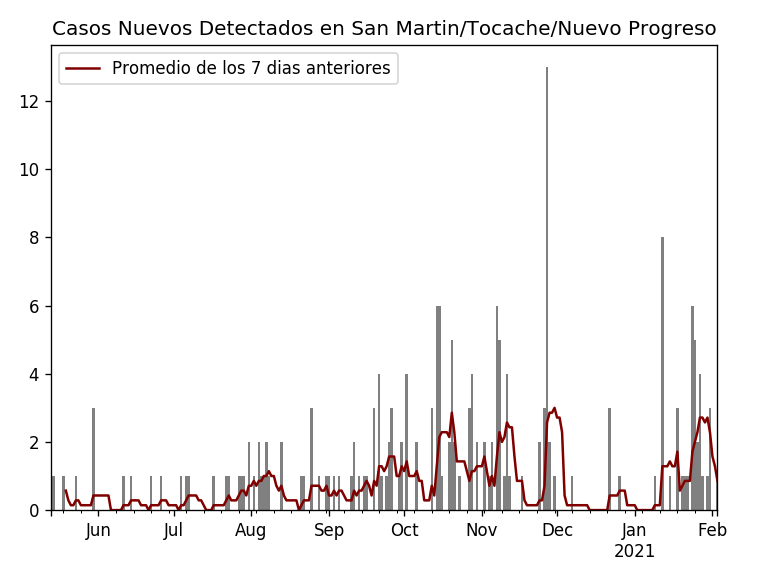 Casos Nuevos Detectados en San Martin/Tocache/Nuevo Progreso
Promedio de los 7 dias anteriores
12
10
8
6
4
2
0
Jun Jul Aug Sep Oct Nov Dec Jan Feb
2021